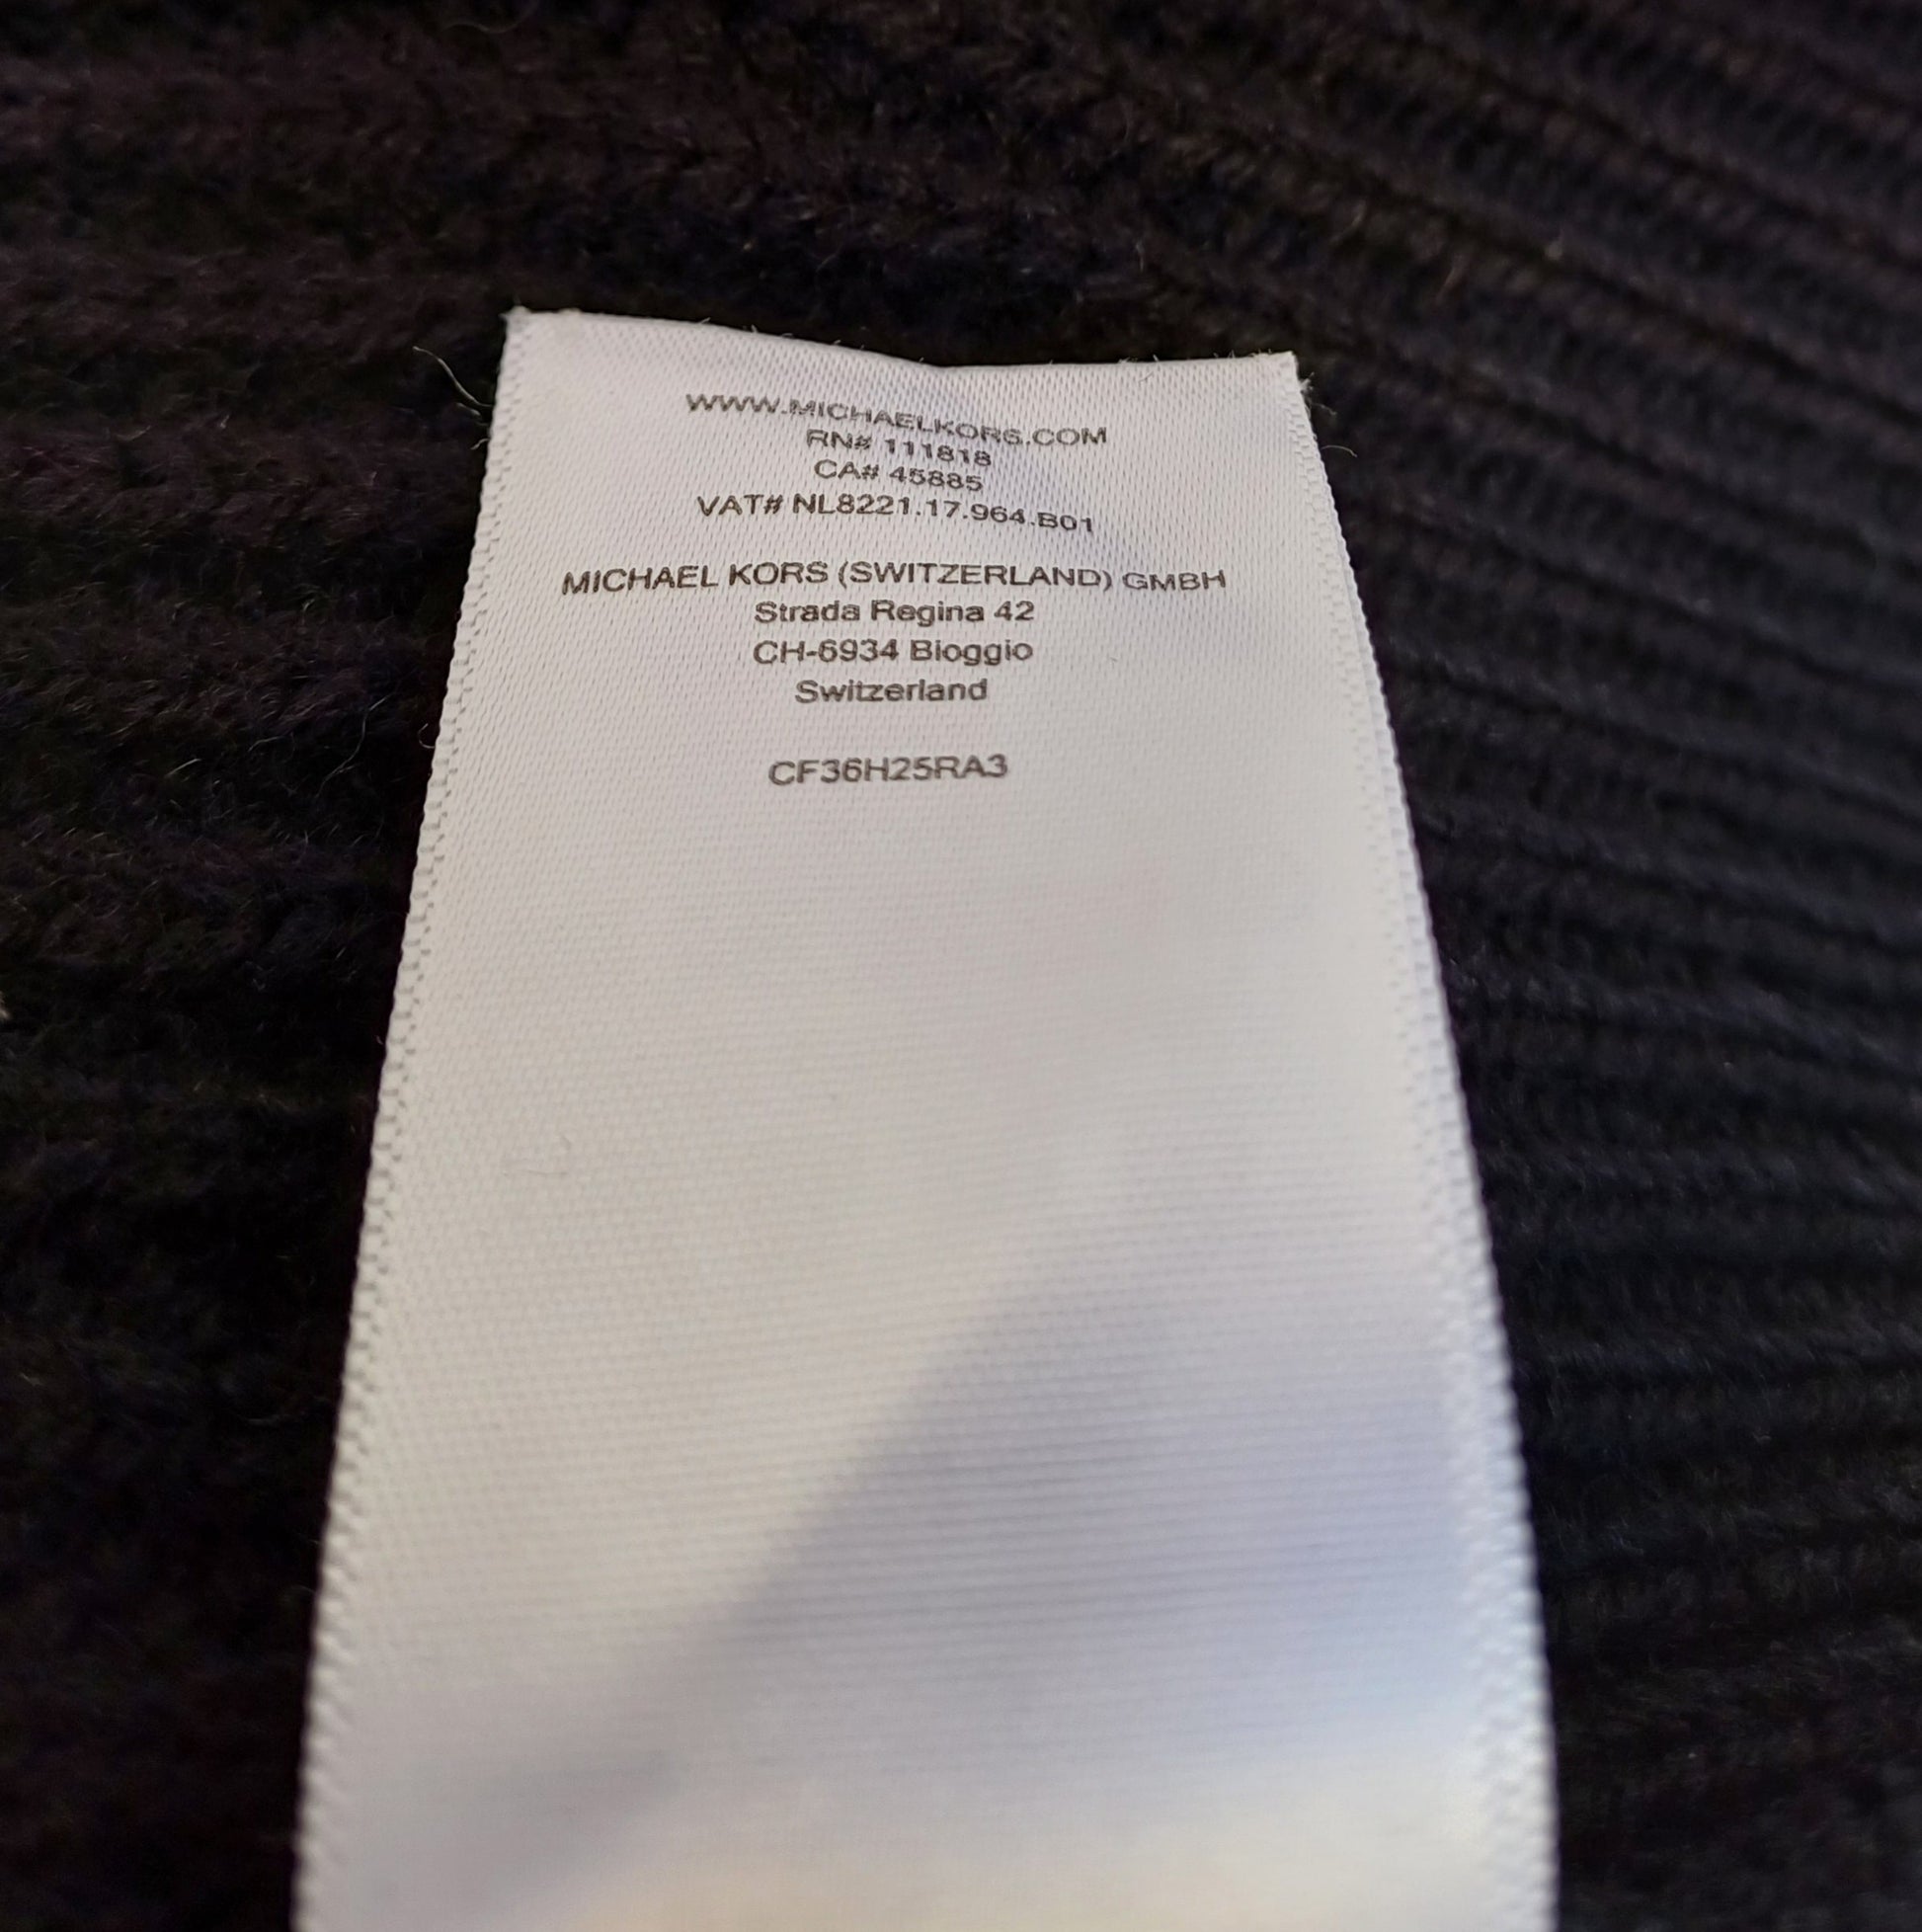 WWW.MICHAELKORS.COM
RN# 111818
CA# 45885
VAT# NL8221.17.964.B01
MICHAEL KORS (SWITZERLAND) GMBH
Strada Regina 42
CH-6934 Bioggio
Switzerland
CF36H25RA3